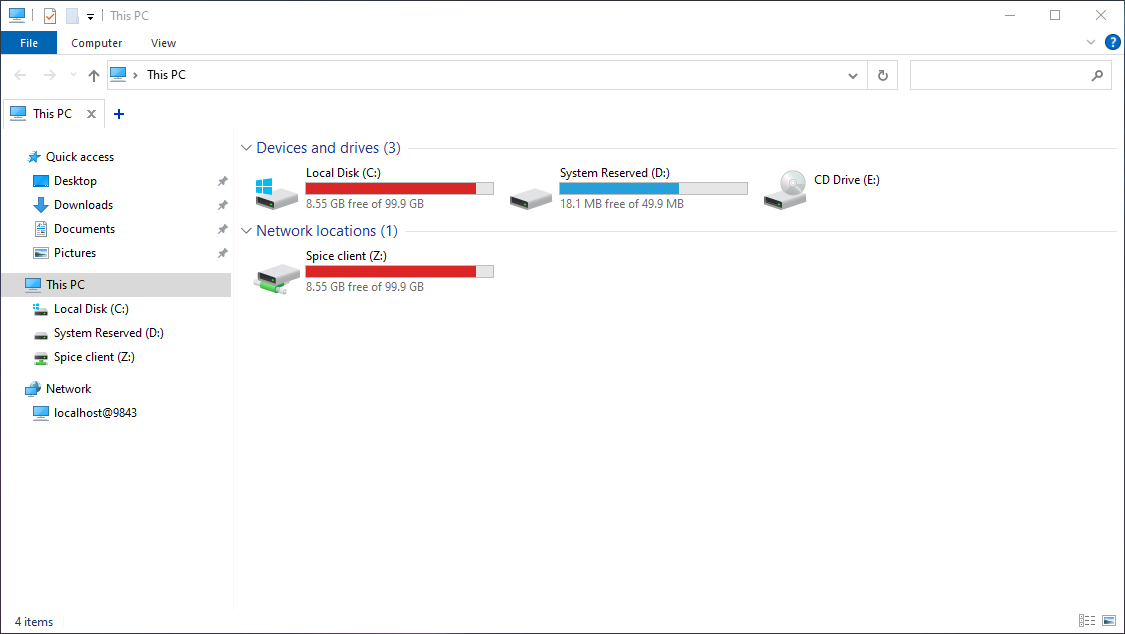 This PC
File Computer View ?
This PC
This PC
Quick access
Desktop
Downloads
Documents
Pictures
This PC
Local Disk (C:)
System Reserved (D:)
Spice client (Z:)
Network
localhost@9843
Devices and drives (3)
Local Disk (C:)
8.55 GB free of 99.9 GB
System Reserved (D:)
18.1 MB free of 49.9 MB
CD Drive (E:)
Network locations (1)
Spice client (Z:)
8.55 GB free of 99.9 GB
4 items